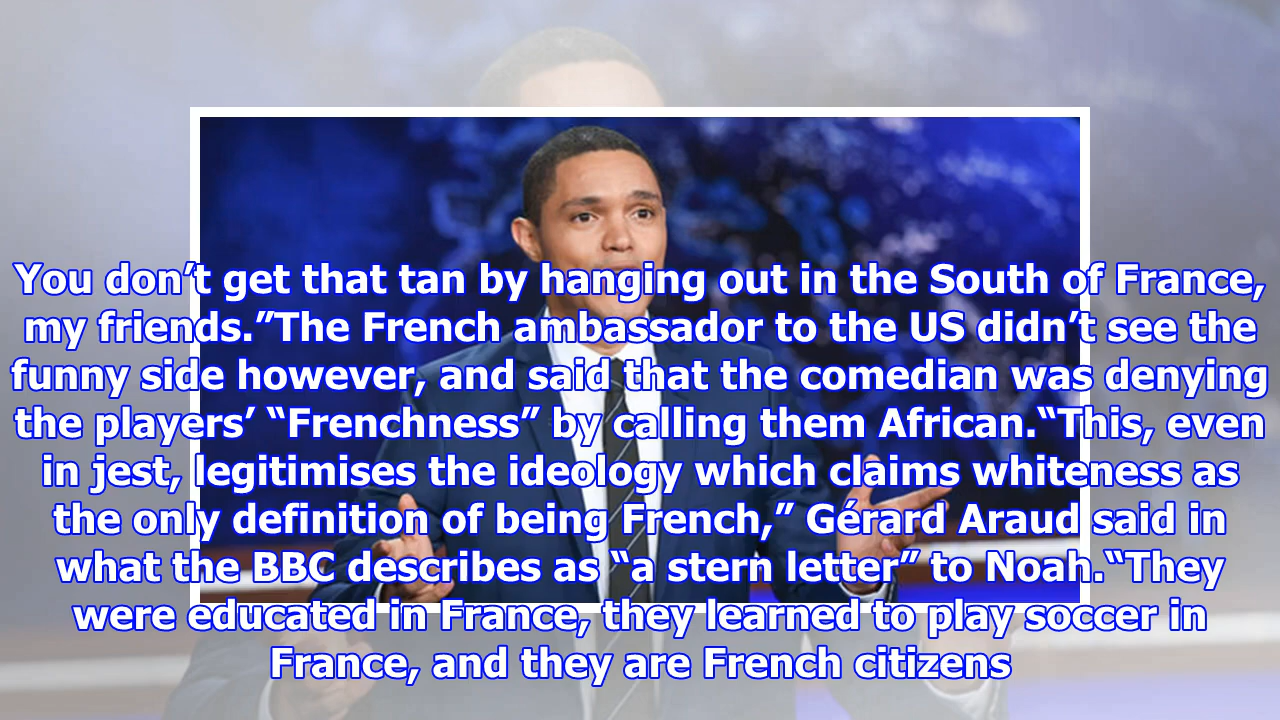 You don’t get that tan by hanging out in the South of France,
my friends.”The French ambassador to the US didn’t see the
funny side however, and said that the comedian was denying
the players’ “Frenchness” by calling them African.“This, even
in jest, legitimises the ideology which claims whiteness as
the only definition of being French,” Gérard Araud said in
what the BBC describes as “a stern letter” to Noah.“They
were educated in France, they learned to play soccer in
France, and they are French citizens